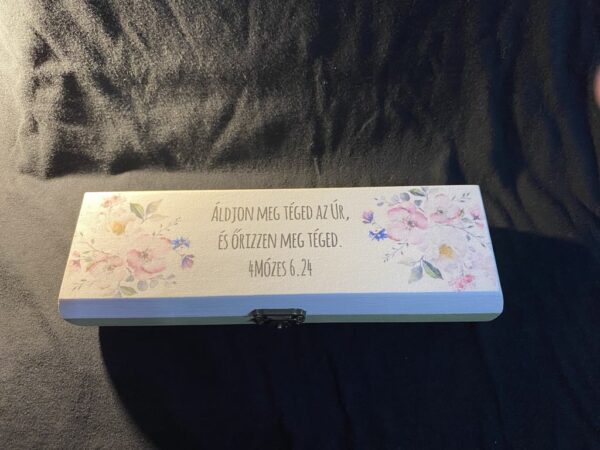 ÁLDJON MEG TÉGED AZ ÚR,
ÉS ŐRIZZEN MEG TÉGED.
4MÓZES 6.24